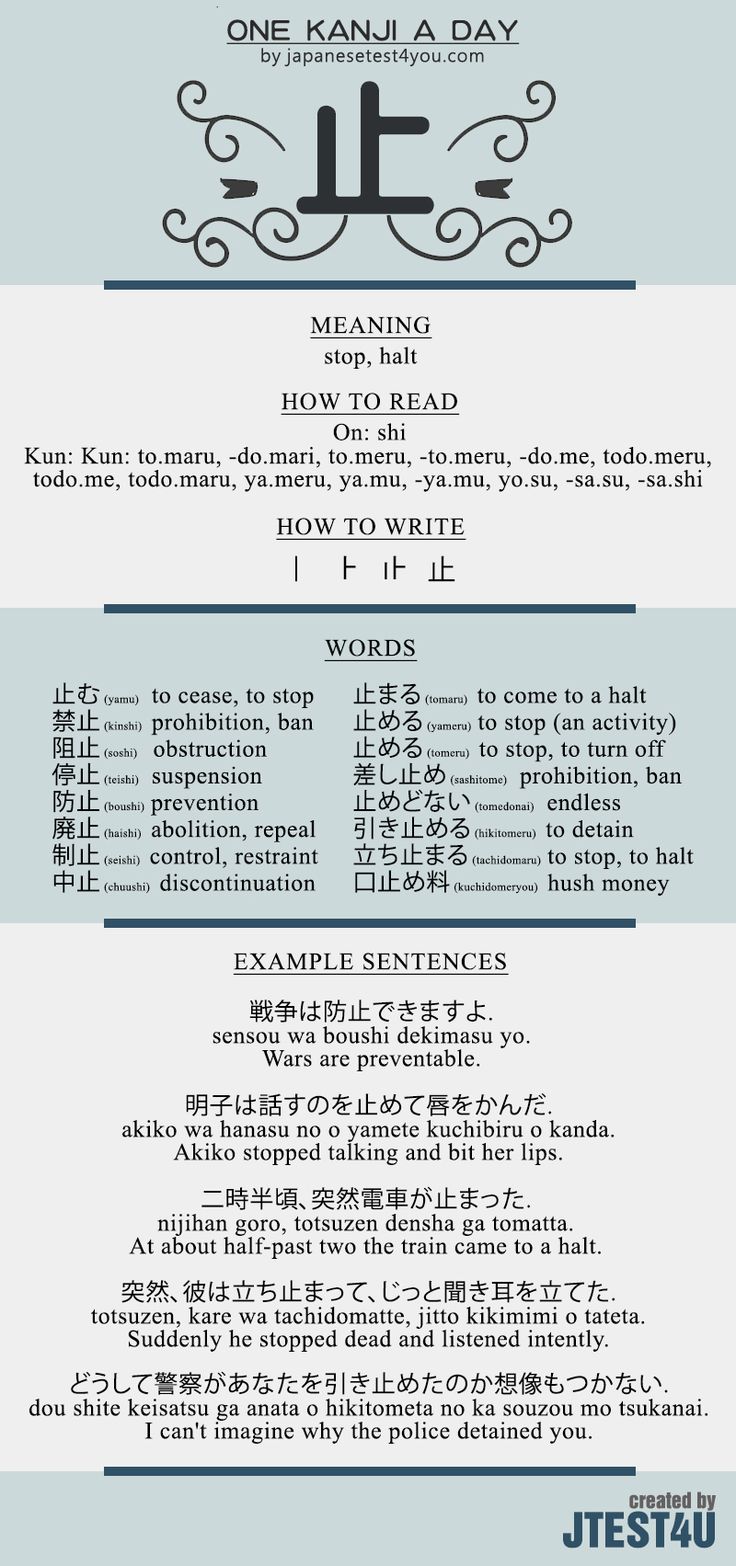 ONE KANJI A DAY
by japanesetest4you.com
止
MEANING
stop, halt
HOW TO READ
On: shi
Kun: Kun: to.maru, -do.mari, to.meru, -to.meru, -do.me, todo.meru,
todo.me, todo.maru, ya.meru, ya.mu, -ya.mu, yo.su, -sa.su, -sa.shi
HOW TO WRITE
丨 ⺊ 止 止
WORDS
止む (yamu) to cease, to stop
禁止 (kinshi) prohibition, ban
阻止 (soshi) obstruction
停止 (teishi) suspension
防止 (boushi) prevention
廃止 (haishi) abolition, repeal
制止 (seishi) control, restraint
中止 (chuushi) discontinuation
止まる (tomaru) to come to a halt
止める (yameru) to stop (an activity)
止める (tomeru) to stop, to turn off
差し止め (sashitome) prohibition, ban
止めどない (tomedonai) endless
引き止める (hikitomeru) to detain
立ち止まる (tachidomaru) to stop, to halt
口止め料 (kuchidomeryou) hush money
EXAMPLE SENTENCES
戦争は防止できますよ.
sensou wa boushi dekimasu yo.
Wars are preventable.
明子は話すのを止めて唇をかんだ.
akiko wa hanasu no o yamete kuchibiru o kanda.
Akiko stopped talking and bit her lips.
二時半頃、突然電車が止まった.
nijihan goro, totsuzen densha ga tomatta.
At about half-past two the train came to a halt.
突然、彼は立ち止まって、じっと聞き耳を立てた.
totsuzen, kare wa tachidomatte, jitto kikimimi o tateta.
Suddenly he stopped dead and listened intently.
どうして警察があなたを引き止めたのか想像もつかない.
dou shite keisatsu ga anata o hikitometa no ka souzou mo tsukanai.
I can't imagine why the police detained you.
created by
JTEST4U